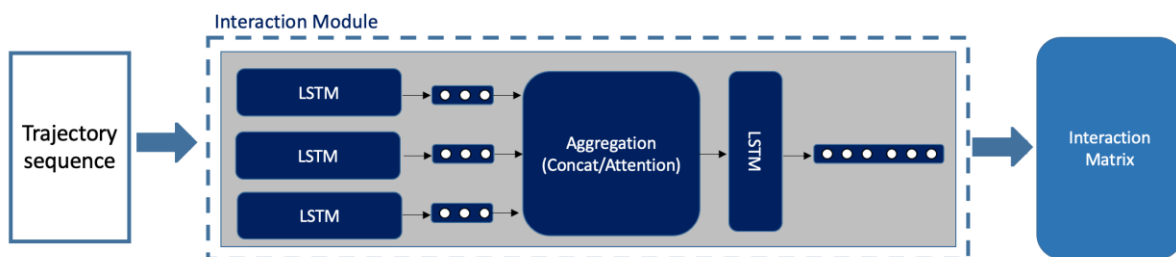 Interaction Module
Trajectory
sequence
LSTM
LSTM
LSTM
Aggregation
(Concat/Attention)
LSTM
Interaction
Matrix